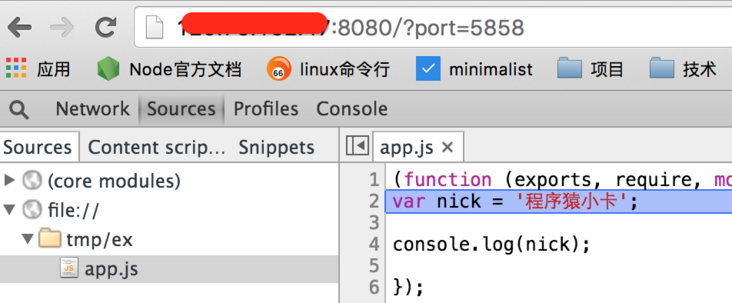 :8080/?port=5858
应用 Node官方文档 66 linux命令行 minimalist 项目 技术
Network Sources Profiles Console
Sources Content scrip... Snippets app.js ×
(core modules)
file://
tmp/ex
app.js
1 (function (exports, require, mo
2 var nick = '程序猿小卡';
3
4 console.log(nick);
5
6 });